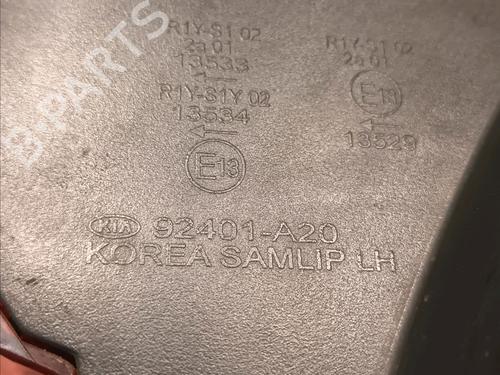 R1Y-S1 02
2a 01
13533
R1Y-S1Y 02
13534
E13
R1Y-S1 02
2a 01
E13
13529
KIA 92401-A20
KOREA SAMLIP LH
B-PARTS